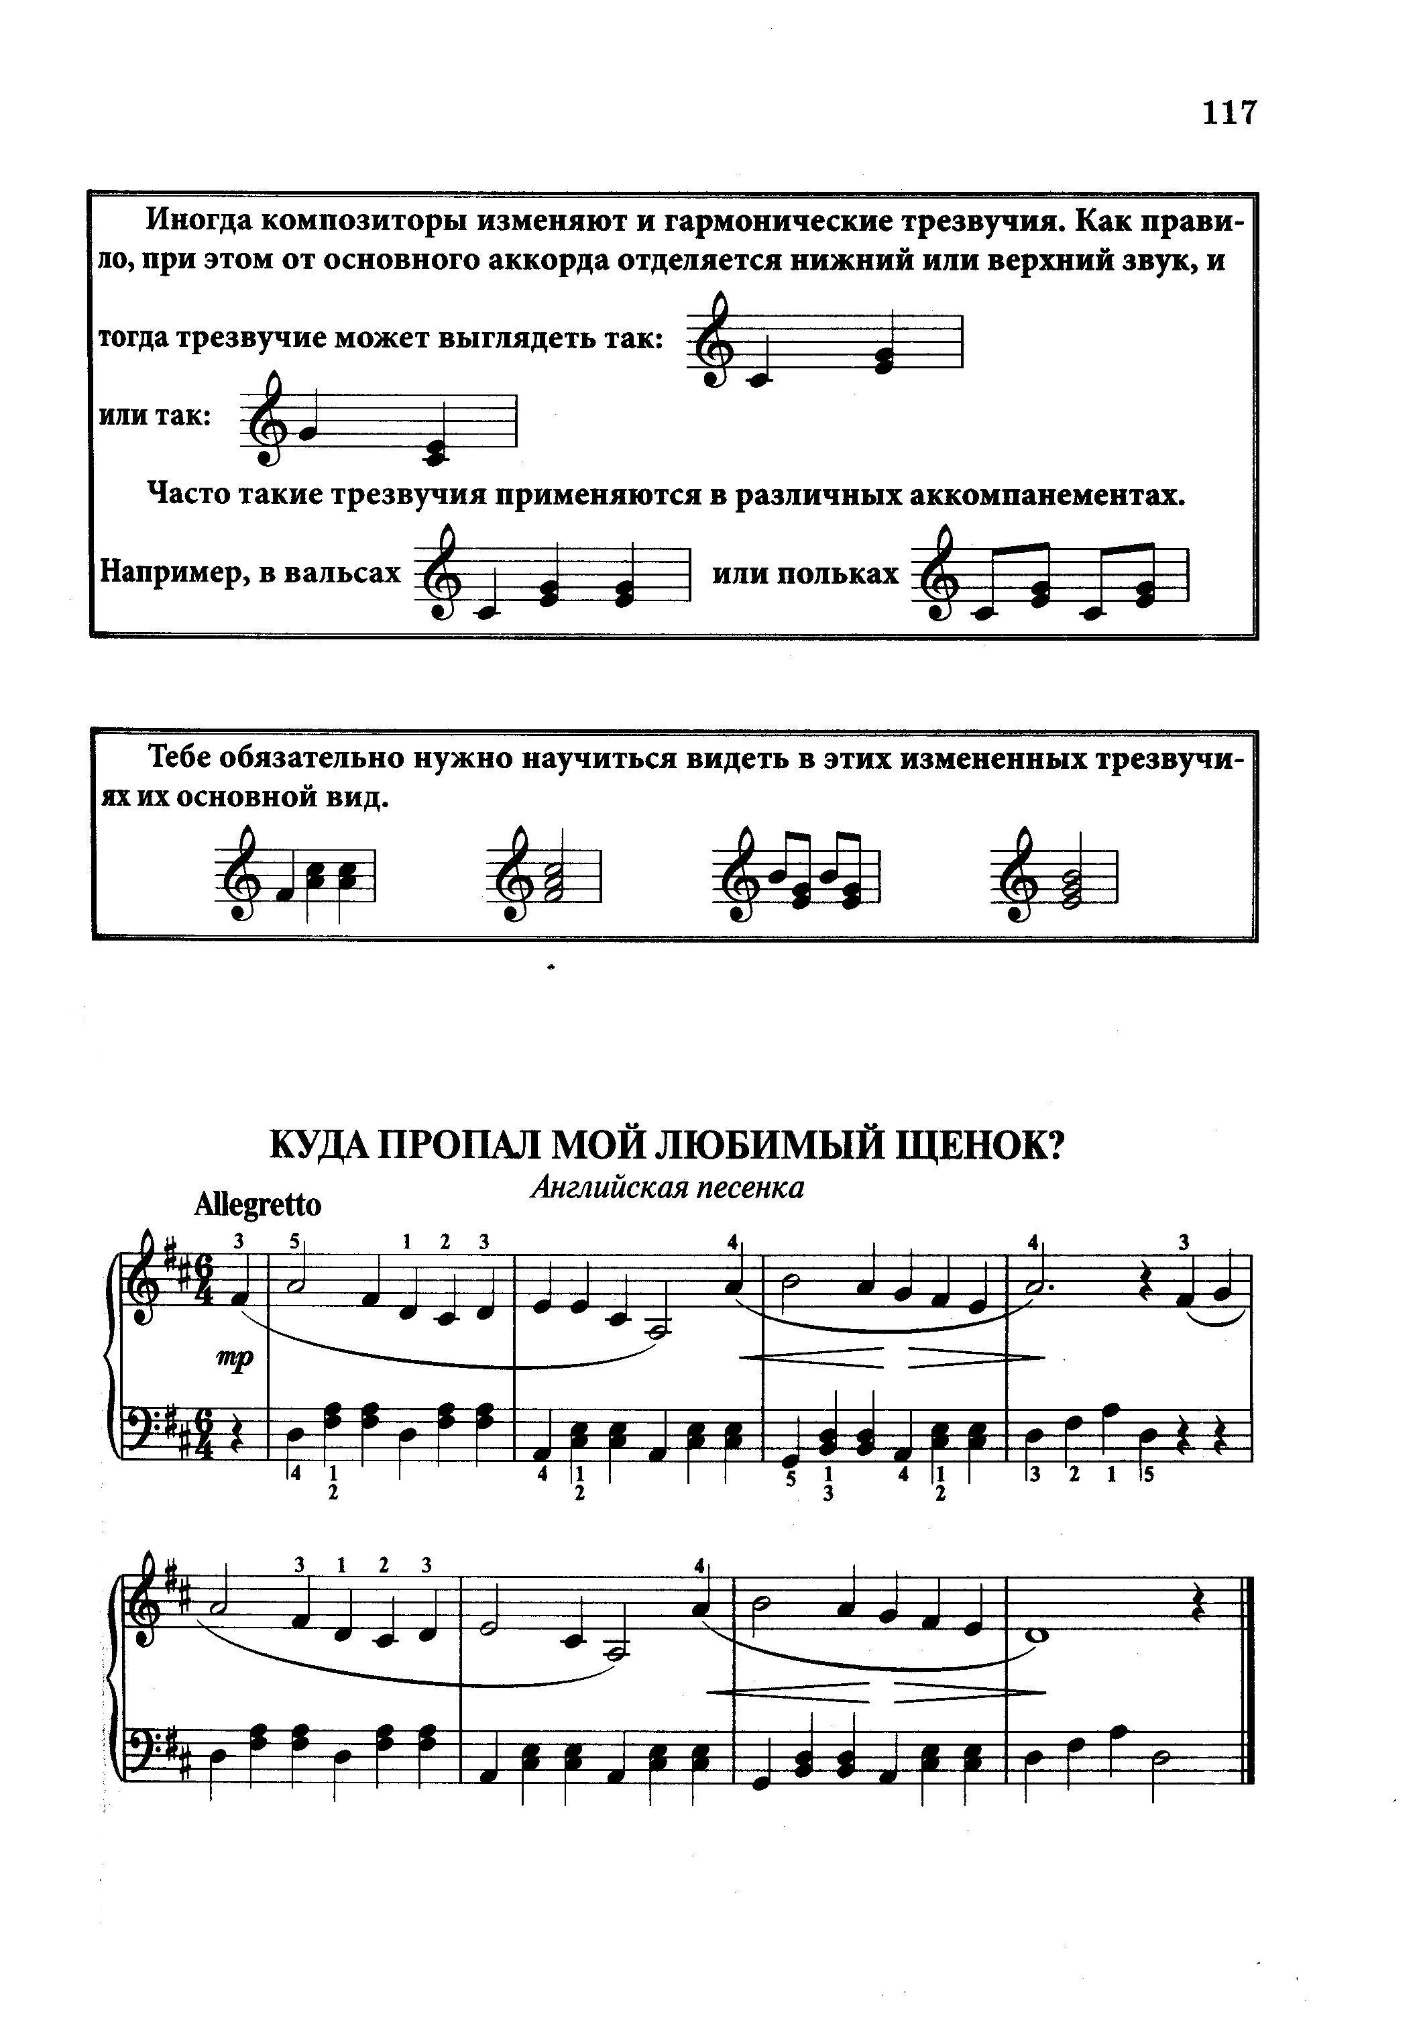 117
Иногда композиторы изменяют и гармонические трезвучия. Как прави-
ло, при этом от основного аккорда отделяется нижний или верхний звук, и
тогда трезвучие может выглядеть так:
или так:
Часто такие трезвучия применяются в различных аккомпанементах.
Например, в вальсах или польках
Тебе обязательно нужно научиться видеть в этих измененных трезвучи-
ях их основной вид.
КУДА ПРОПАЛ МОЙ ЛЮБИМЫЙ ЩЕНОК?
Английская песенка
Allegretto
3 5 1 2 3 4 4 3
6
4
mp
6
4
4 1 4 1 5 1 4 1 3 2 1 5
2 2 3 2
3 1 2 3 4